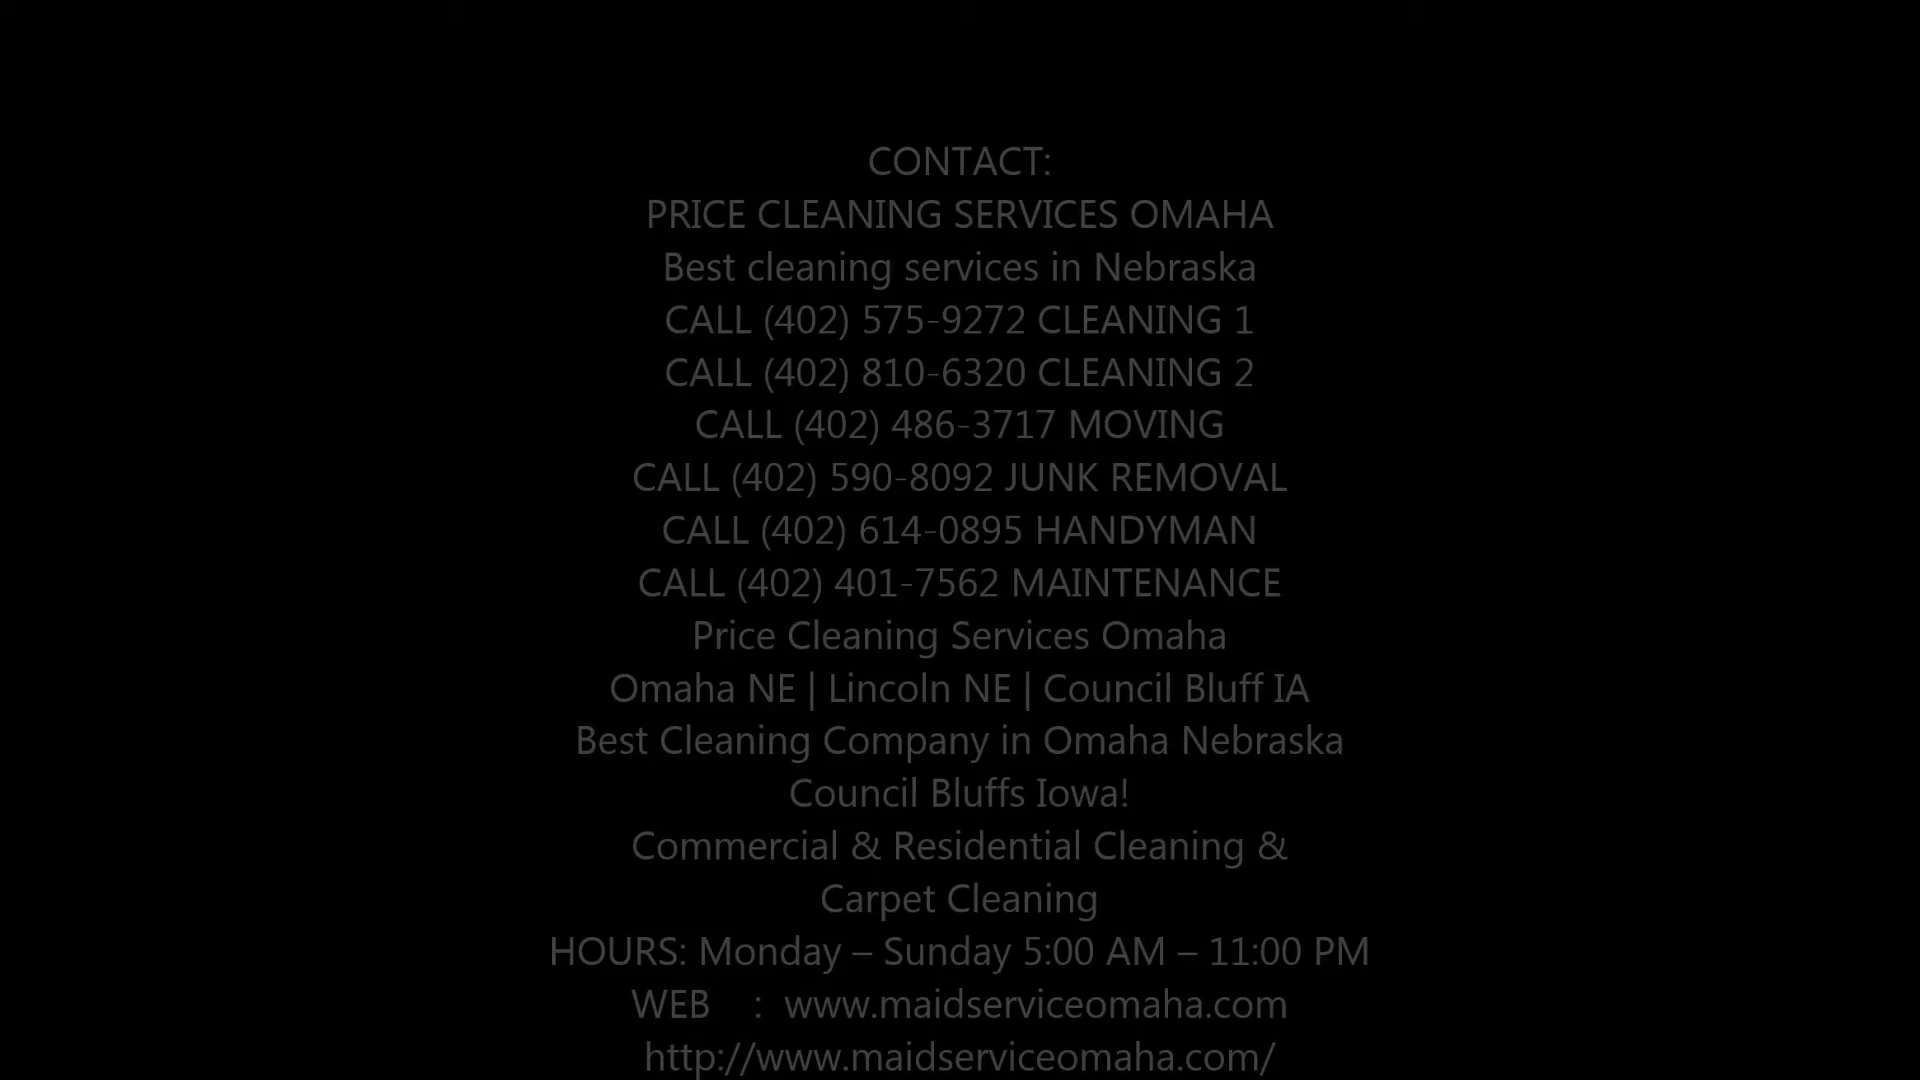 CONTACT:
PRICE CLEANING SERVICES OMAHA
Best cleaning services in Nebraska
CALL (402) 575-9272 CLEANING 1
CALL (402) 810-6320 CLEANING 2
CALL (402) 486-3717 MOVING
CALL (402) 590-8092 JUNK REMOVAL
CALL (402) 614-0895 HANDYMAN
CALL (402) 401-7562 MAINTENANCE
Price Cleaning Services Omaha
Omaha NE | Lincoln NE | Council Bluff IA
Best Cleaning Company in Omaha Nebraska
Council Bluffs Iowa!
Commercial & Residential Cleaning &
Carpet Cleaning
HOURS: Monday – Sunday 5:00 AM – 11:00 PM
WEB : www.maidserviceomaha.com
http://www.maidserviceomaha.com/